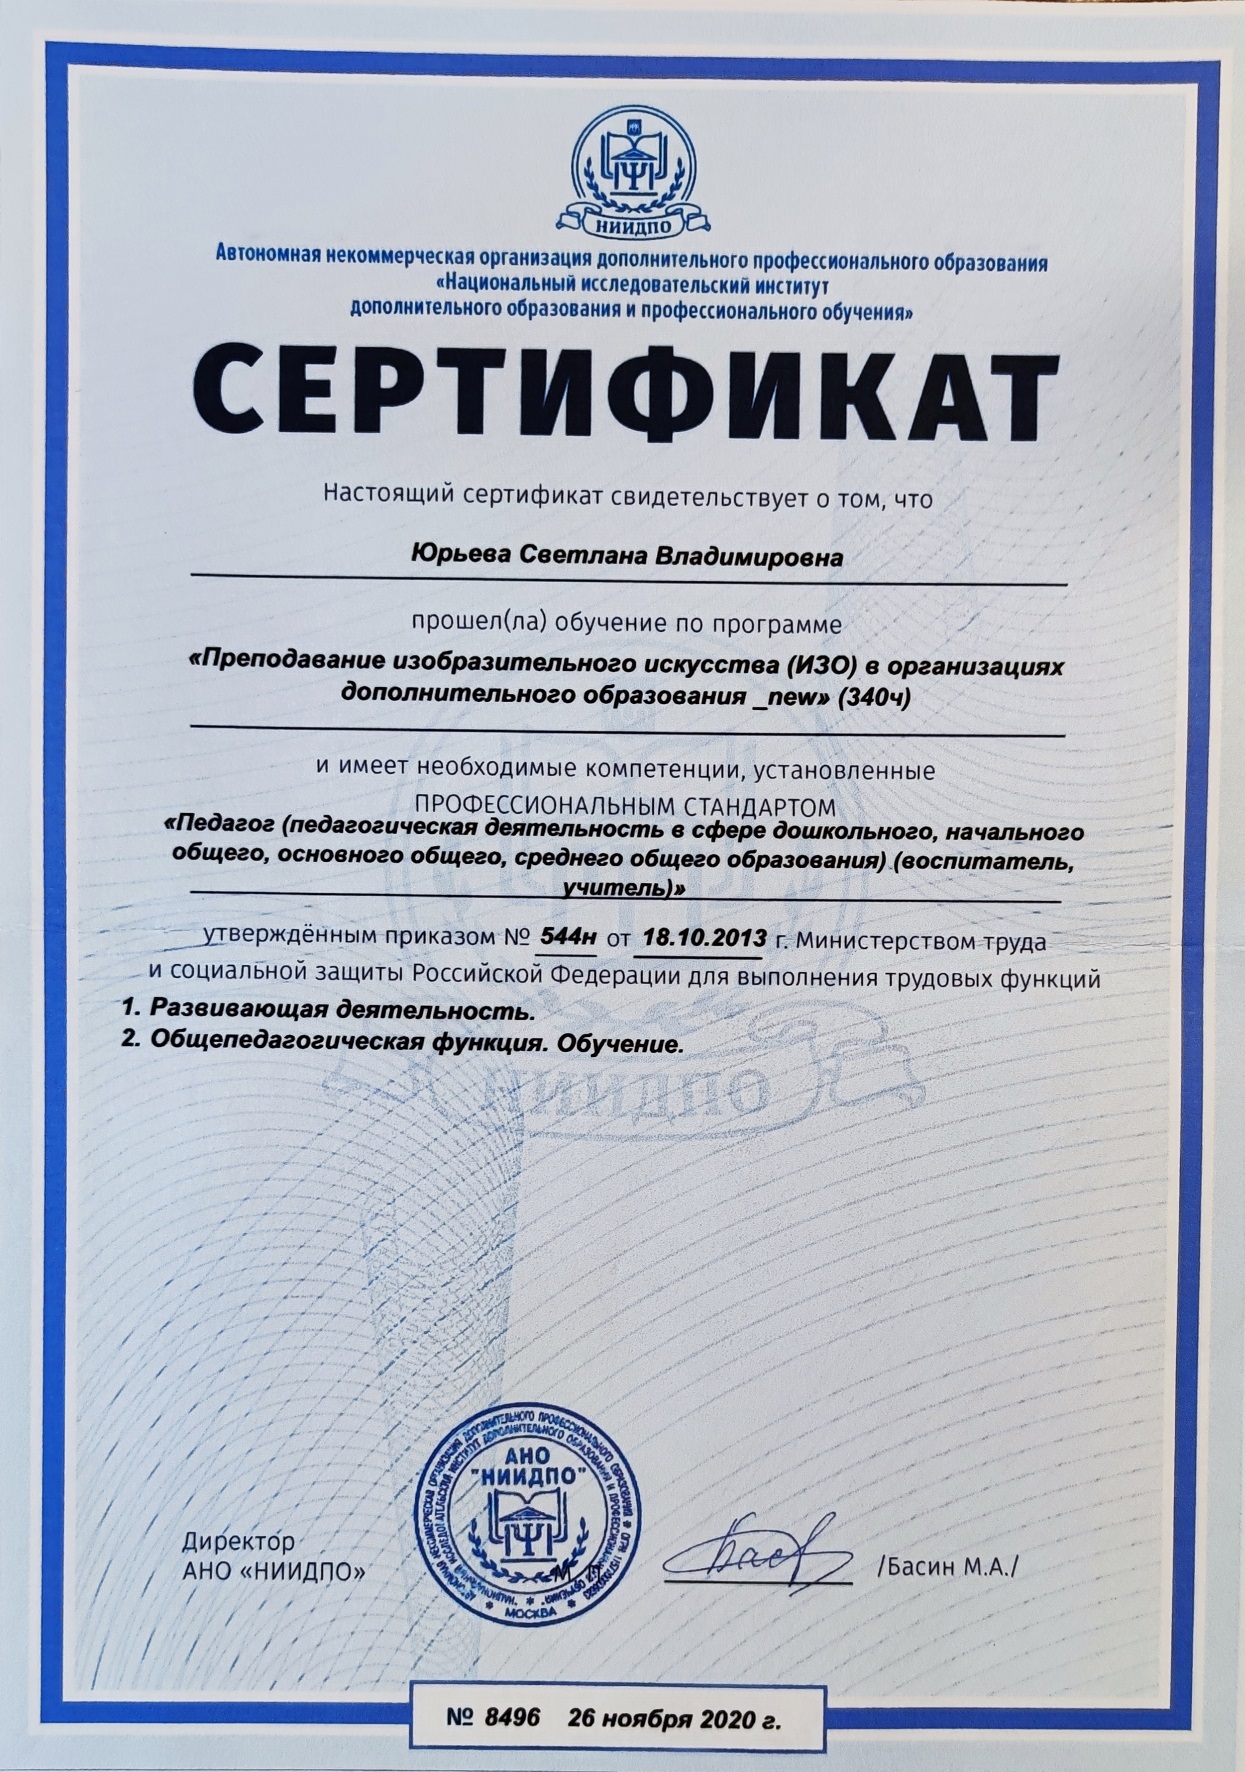 НИИДПО
Автономная некоммерческая организация дополнительного профессионального образования
«Национальный исследовательский институт
дополнительного образования и профессионального обучения»
СЕРТИФИКАТ
Настоящий сертификат свидетельствует о том, что
Юрьева Светлана Владимировна
прошел(ла) обучение по программе
«Преподавание изобразительного искусства (ИЗО) в организациях
дополнительного образования _new» (340ч)
и имеет необходимые компетенции, установленные
ПРОФЕССИОНАЛЬНЫМ СТАНДАРТОМ
«Педагог (педагогическая деятельность в сфере дошкольного, начального
общего, основного общего, среднего общего образования) (воспитатель,
учитель)»
утверждённым приказом № 544н от 18.10.2013 г. Министерством труда
и социальной защиты Российской Федерации для выполнения трудовых функций
1. Развивающая деятельность.
2. Общепедагогическая функция. Обучение.
НИИДПО
АНО
"НИИДПО"
МОСКВА
Директор
АНО «НИИДПО»
/Басин М.А./
№ 8496 26 ноября 2020 г.